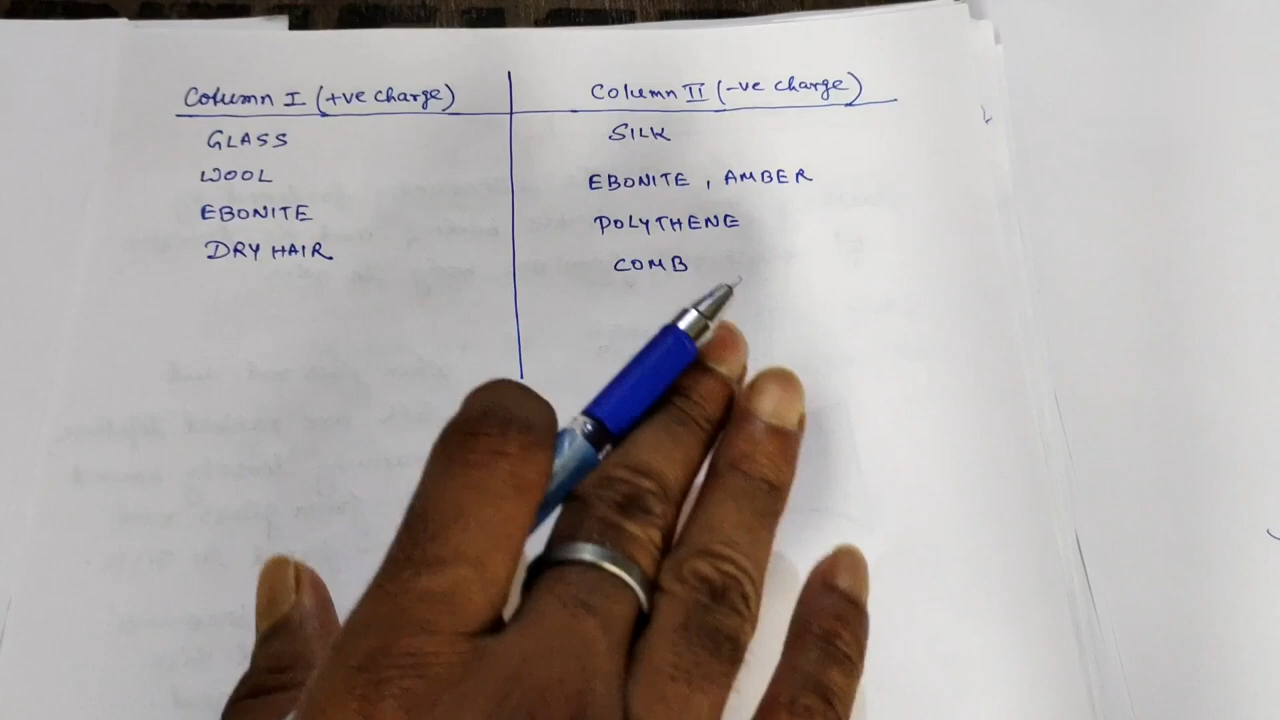 Column I (+ve charge) Column II (-ve charge)
GLASS SILK
WOOL EBONITE , AMBER
EBONITE POLYTHENE
DRY HAIR COMB